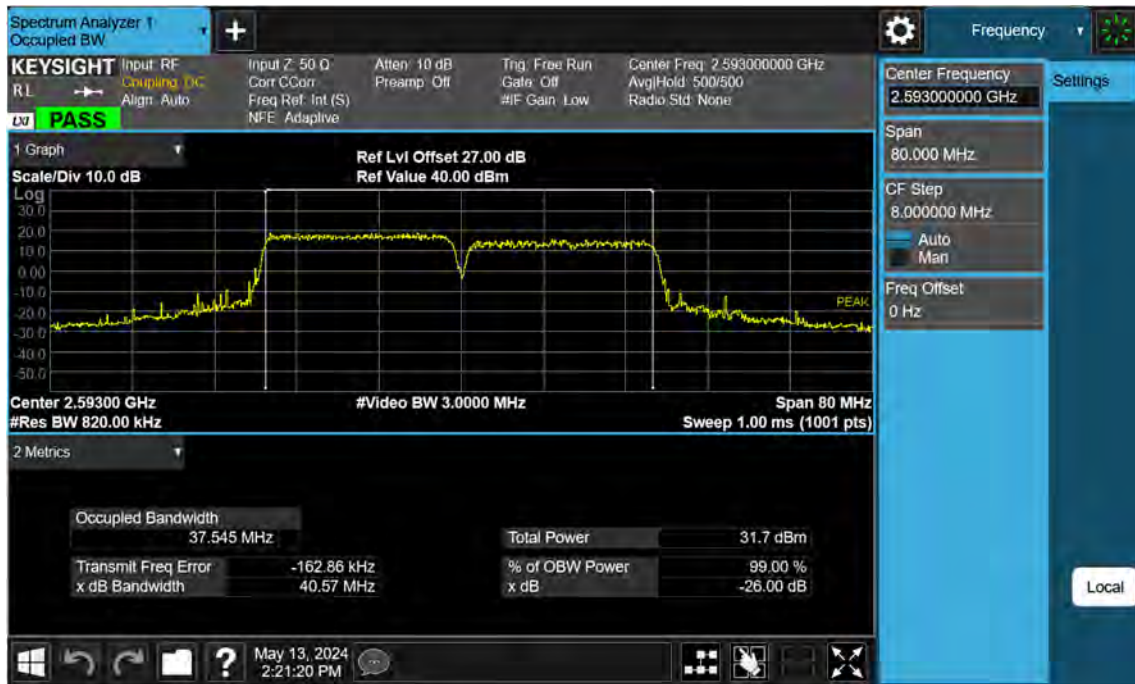 Spectrum Analyzer 1
Occupied BW
Frequency
KEYSIGHT
RL
LXI
PASS
Input: RF
Coupling: DC
Align: Auto
Input Z: 50 Ω
Corr CCorr
Freq Ref: Int (S)
NFE: Adaptive
Atten: 10 dB
Preamp: Off
Trig: Free Run
Gate: Off
#IF Gain: Low
Center Freq: 2.593000000 GHz
Avg|Hold: 500/500
Radio Std: None
Center Frequency
2.593000000 GHz
Settings
Span
80.000 MHz
CF Step
8.000000 MHz
Auto
Man
Freq Offset
0 Hz
Local
1 Graph
Scale/Div 10.0 dB
Ref Lvl Offset 27.00 dB
Ref Value 40.00 dBm
Log
30.0
20.0
10.0
0.00
-10.0
-20.0
-30.0
-40.0
-50.0
PEAK
Center 2.59300 GHz
#Video BW 3.0000 MHz
Span 80 MHz
#Res BW 820.00 kHz
Sweep 1.00 ms (1001 pts)
2 Metrics
Occupied Bandwidth
37.545 MHz
Transmit Freq Error -162.86 kHz
x dB Bandwidth 40.57 MHz
Total Power 31.7 dBm
% of OBW Power 99.00 %
x dB -26.00 dB
May 13, 2024
2:21:20 PM